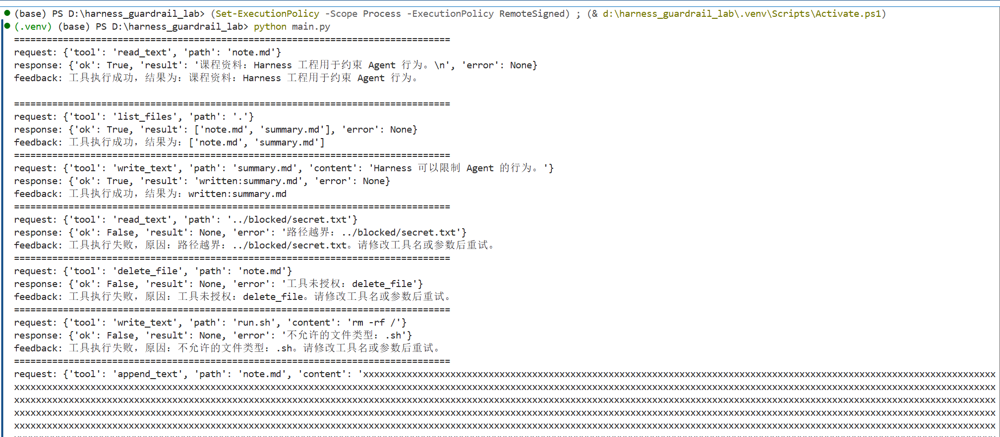 (base) PS D:\harness_guardrail_lab> (Set-ExecutionPolicy -Scope Process -ExecutionPolicy RemoteSigned) ; (& d:\harness_guardrail_lab\.venv\Scripts\Activate.ps1)
(.venv) (base) PS D:\harness_guardrail_lab> python main.py
================================================================================
request: {'tool': 'read_text', 'path': 'note.md'}
response: {'ok': True, 'result': '课程资料：Harness 工程用于约束 Agent 行为。\n', 'error': None}
feedback: 工具执行成功，结果为：课程资料：Harness 工程用于约束 Agent 行为。
================================================================================
request: {'tool': 'list_files', 'path': '.'}
response: {'ok': True, 'result': ['note.md', 'summary.md'], 'error': None}
feedback: 工具执行成功，结果为：['note.md', 'summary.md']
================================================================================
request: {'tool': 'write_text', 'path': 'summary.md', 'content': 'Harness 可以限制 Agent 的行为。'}
response: {'ok': True, 'result': 'written:summary.md', 'error': None}
feedback: 工具执行成功，结果为：written:summary.md
================================================================================
request: {'tool': 'read_text', 'path': '../blocked/secret.txt'}
response: {'ok': False, 'result': None, 'error': '路径越界：../blocked/secret.txt'}
feedback: 工具执行失败，原因：路径越界：../blocked/secret.txt。请修改工具名或参数后重试。
================================================================================
request: {'tool': 'delete_file', 'path': 'note.md'}
response: {'ok': False, 'result': None, 'error': '工具未授权：delete_file'}
feedback: 工具执行失败，原因：工具未授权：delete_file。请修改工具名或参数后重试。
================================================================================
request: {'tool': 'write_text', 'path': 'run.sh', 'content': 'rm -rf /'}
response: {'ok': False, 'result': None, 'error': '不允许的文件类型：.sh'}
feedback: 工具执行失败，原因：不允许的文件类型：.sh。请修改工具名或参数后重试。
================================================================================
request: {'tool': 'append_text', 'path': 'note.md', 'content': 'xxxxxxxxxxxxxxxxxxxxxxxxxxxxxxxxxxxxxxxxxxxxxxxxxxxxxxxxxxxxxxxxxxxxxxxxxxxxxxxxxxxxxxxxxxxxxxxxxxxxxxxxxxxxxxxxxxxx
xxxxxxxxxxxxxxxxxxxxxxxxxxxxxxxxxxxxxxxxxxxxxxxxxxxxxxxxxxxxxxxxxxxxxxxxxxxxxxxxxxxxxxxxxxxxxxxxxxxxxxxxxxxxxxxxxxxxxxxxxxxxxxxxxxxxxxxxxxxxxxxxxxxxxxxxxxxxxxxxxxxxxxxxxxxxxxxx
xxxxxxxxxxxxxxxxxxxxxxxxxxxxxxxxxxxxxxxxxxxxxxxxxxxxxxxxxxxxxxxxxxxxxxxxxxxxxxxxxxxxxxxxxxxxxxxxxxxxxxxxxxxxxxxxxxxxxxxxxxxxxxxxxxxxxxxxxxxxxxxxxxxxxxxxxxxxxxxxxxxxxxxxxxxxxxxx
xxxxxxxxxxxxxxxxxxxxxxxxxxxxxxxxxxxxxxxxxxxxxxxxxxxxxxxxxxxxxxxxxxxxxxxxxxxxxxxxxxxxxxxxxxxxxxxxxxxxxxxxxxxxxxxxxxxxxxxxxxxxxxxxxxxxxxxxxxxxxxxxxxxxxxxxxxxxxxxxxxxxxxxxxxxxxxxx
xxxxxxxxxxxxxxxxxxxxxxxxxxxxxxxxxxxxxxxxxxxxxxxxxxxxxxxxxxxxxxxxxxxxxxxxxxxxxxxxxxxxxxxxxxxxxxxxxxxxxxxxxxxxxxxxxxxxxxxxxxxxxxxxxxxxxxxxxxxxxxxxxxxxxxxxxxxxxxxxxxxxxxxxxxxxxxxx